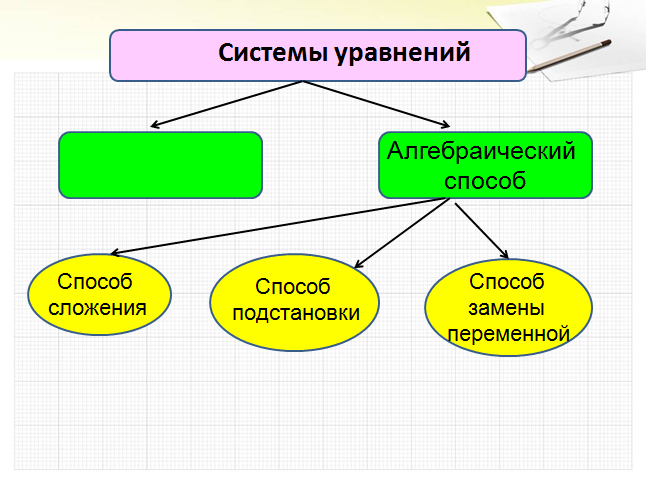 Системы уравнений
Алгебраический
способ
Способ
сложения
Способ
подстановки
Способ
замены
переменной